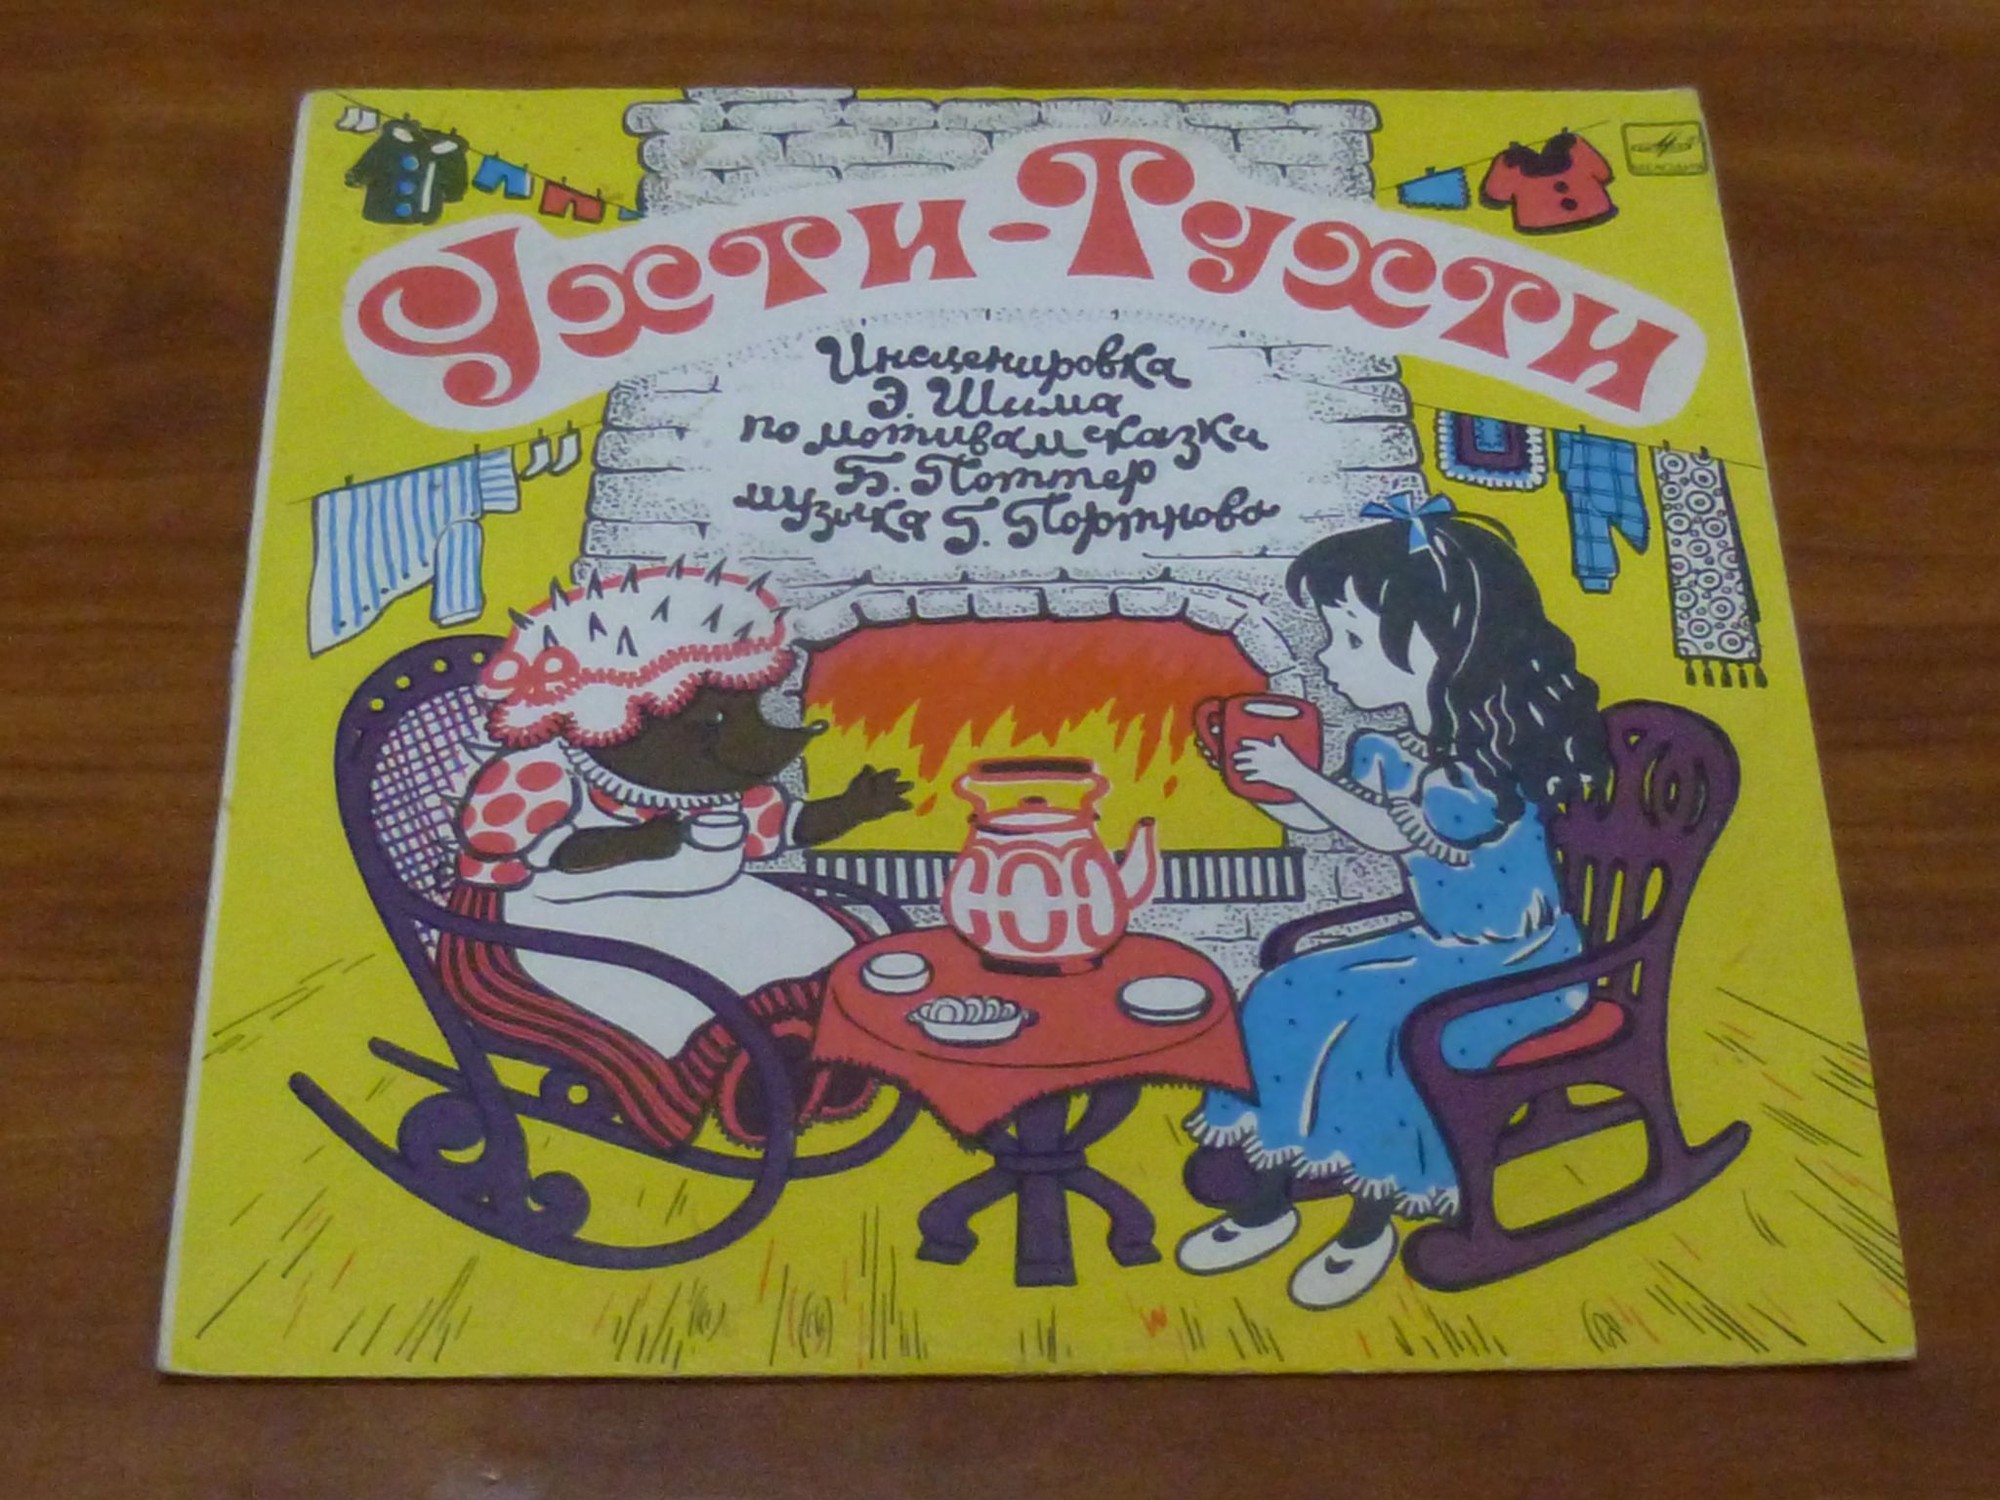 Ухти-Тухти
Инсценировка
Э. Шима
по мотивам сказки
Б. Поттер
музыка Г. Портнова